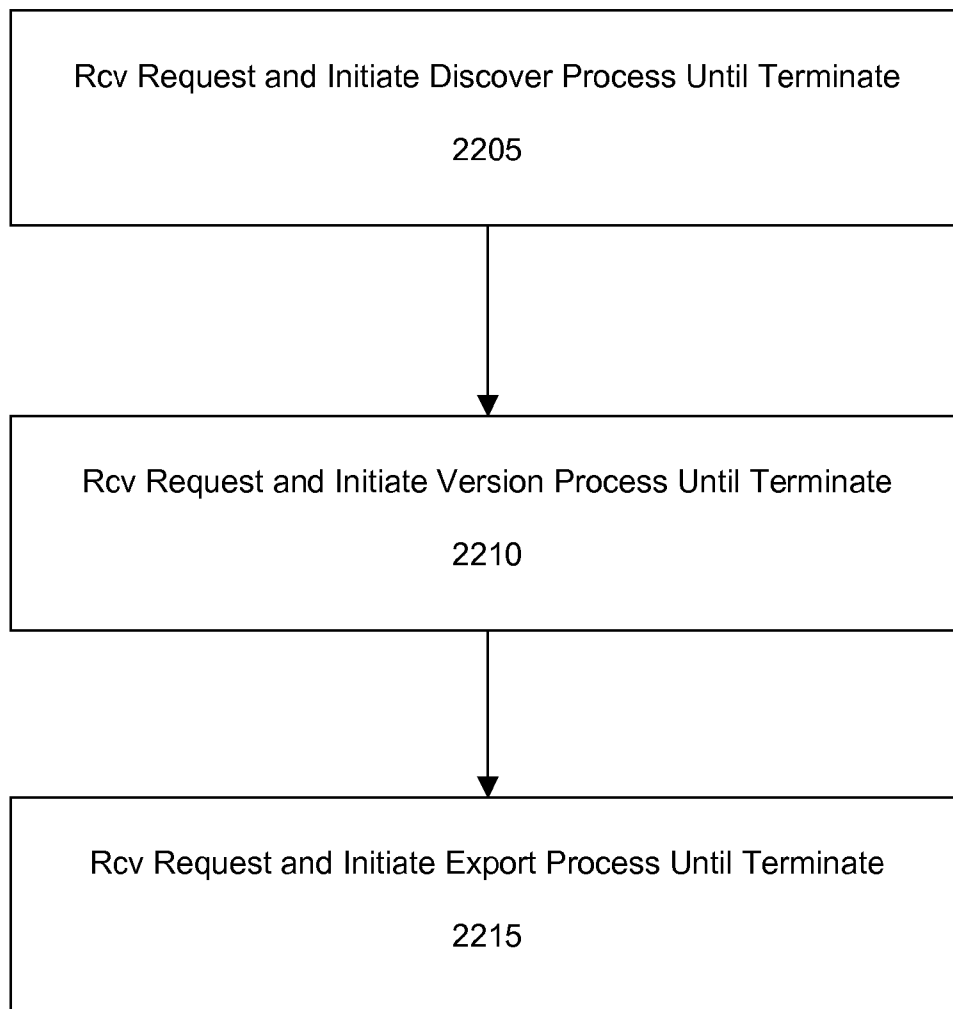 Rcv Request and Initiate Discover Process Until Terminate
2205
Rcv Request and Initiate Version Process Until Terminate
2210
Rcv Request and Initiate Export Process Until Terminate
2215